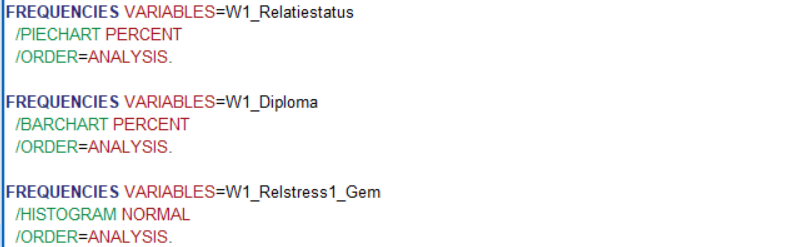 FREQUENCIES VARIABLES=W1_Relatiestatus
/PIECHART PERCENT
/ORDER=ANALYSIS.
FREQUENCIES VARIABLES=W1_Diploma
/BARCHART PERCENT
/ORDER=ANALYSIS.
FREQUENCIES VARIABLES=W1_Relstress1_Gem
/HISTOGRAM NORMAL
/ORDER=ANALYSIS.